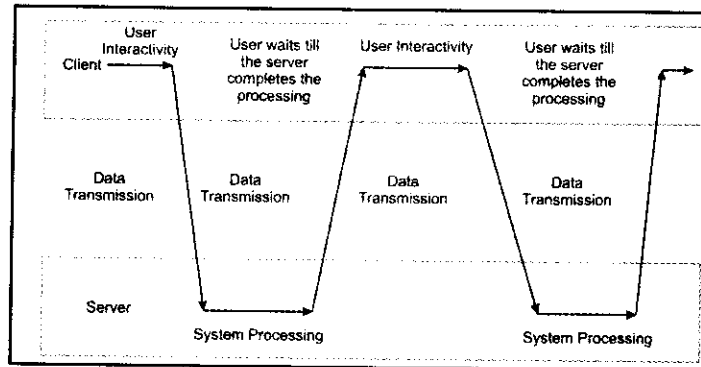 User
Interactivity
Client
User waits till
the server
completes the
processing
User Interactivity
User waits till
the server
completes the
processing
Data
Transmission
Data
Transmission
Data
Transmission
Data
Transmission
Server
System Processing
System Processing